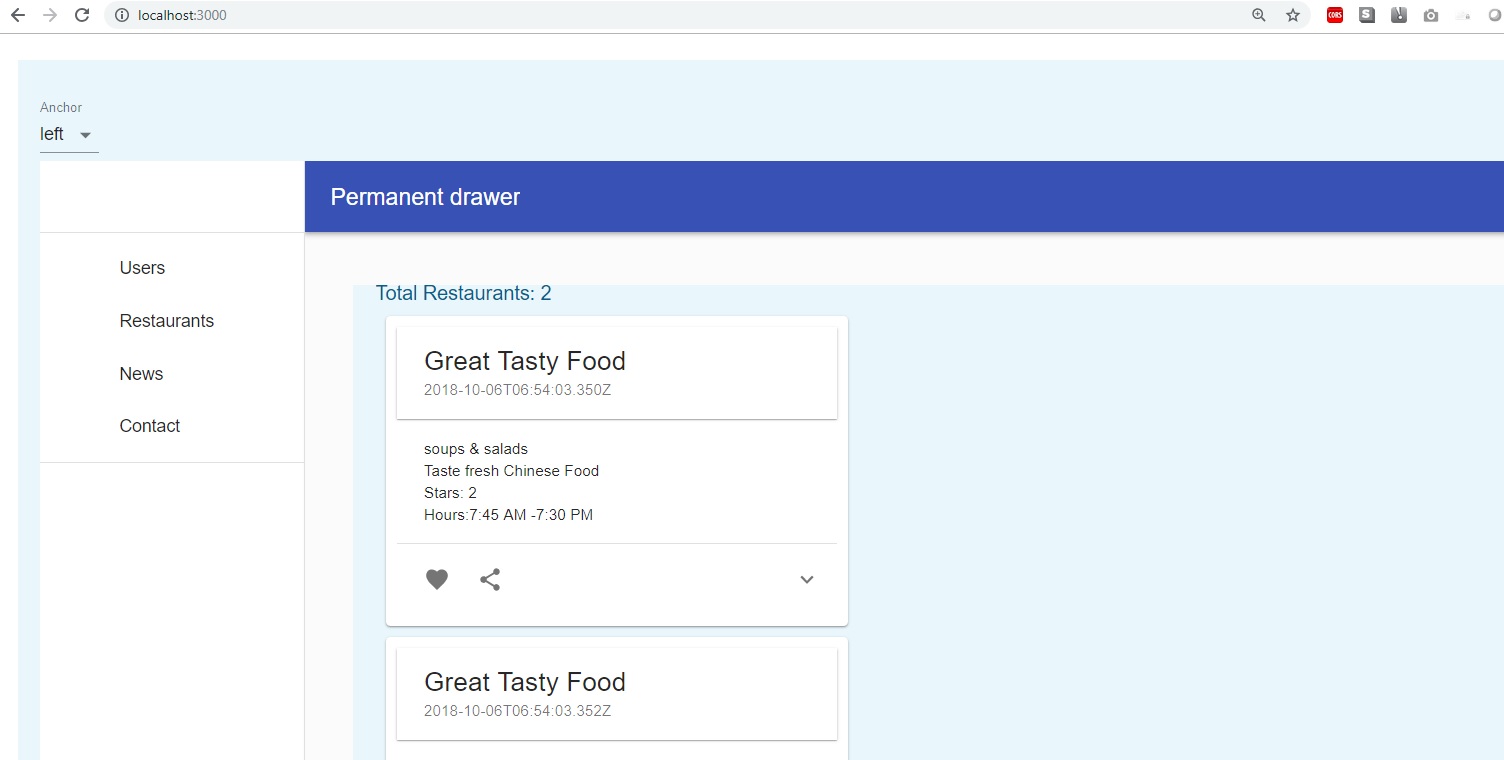 localhost:3000
CORS
S
Anchor
left
Permanent drawer
Users
Restaurants
News
Contact
Total Restaurants: 2
Great Tasty Food
2018-10-06T06:54:03.350Z
soups & salads
Taste fresh Chinese Food
Stars: 2
Hours:7:45 AM -7:30 PM
Great Tasty Food
2018-10-06T06:54:03.352Z